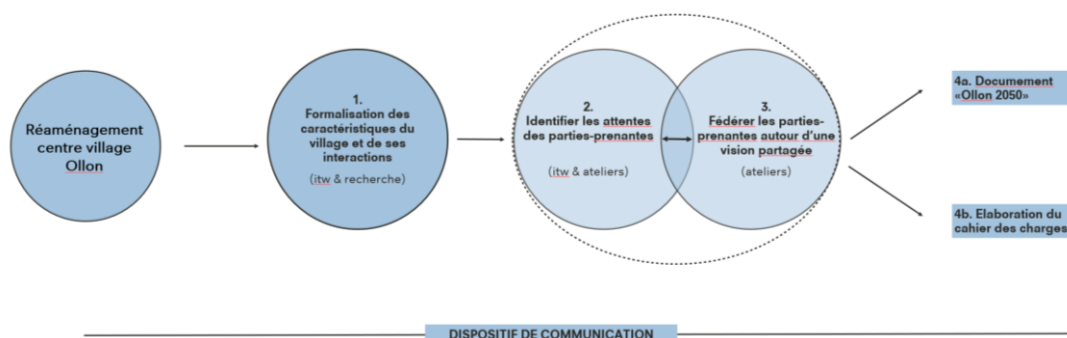 Réaménagement
centre village
Ollon
1.
Formalisation des
caractéristiques du
village et de ses
interactions
(itw & recherche)
2.
Identifier les attentes
des parties-prenantes
(itw & ateliers)
3.
Fédérer les parties-
prenantes autour d'une
vision partagée
(ateliers)
4a. Documement
«Ollon 2050»
4b. Elaboration du
cahier des charges
DISPOSITIF DE COMMUNICATION